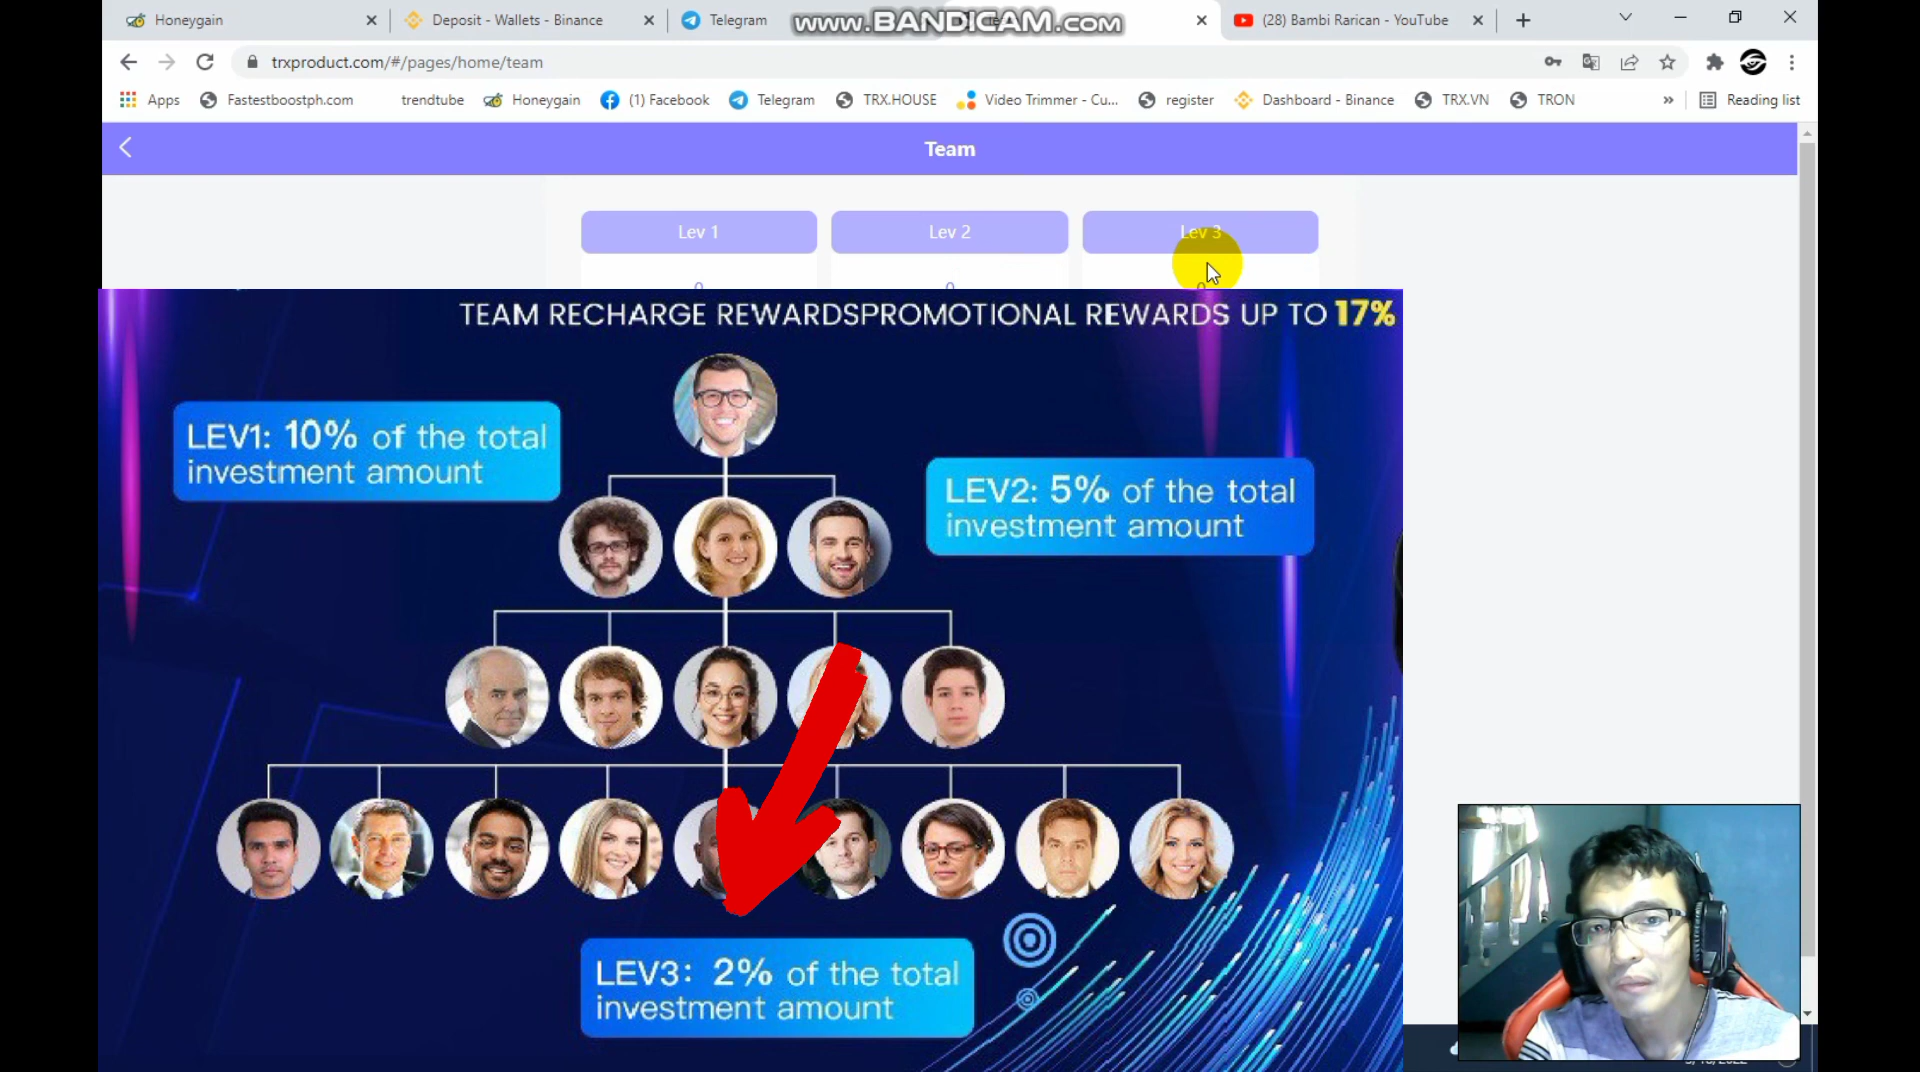 Honeygain
Deposit - Wallets - Binance
Telegram
www.BANDICAM.com
(28) Bambi Rarican - YouTube
trxproduct.com/#/pages/home/team
Apps
Fastestboostph.com
trendtube
Honeygain
(1) Facebook
Telegram
TRX.HOUSE
Video Trimmer - Cu...
register
Dashboard - Binance
TRX.VN
TRON
»
Reading list
Team
Lev 1
Lev 2
Lev 3
TEAM RECHARGE REWARDSPROMOTIONAL REWARDS UP TO 17%
LEV1: 10% of the total
investment amount
LEV2: 5% of the total
investment amount
LEV3: 2% of the total
investment amount